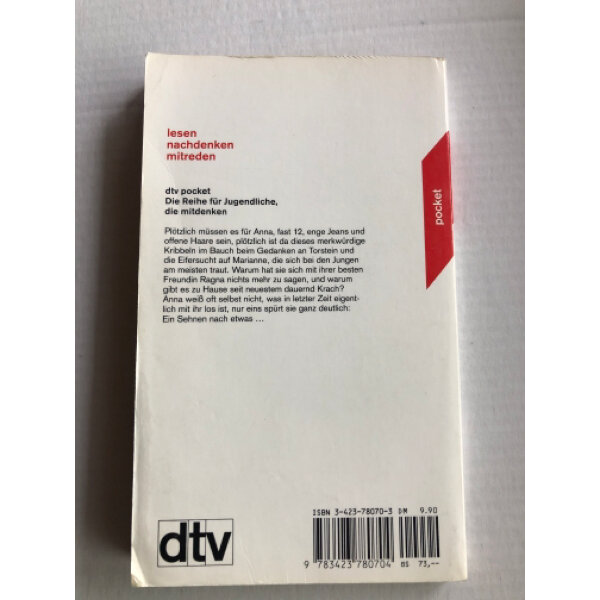 lesen
nachdenken
mitreden
dtv pocket
Die Reihe für Jugendliche,
die mitdenken
Plötzlich müssen es für Anna, fast 12, enge Jeans und
offene Haare sein, plötzlich ist da dieses merkwürdige
Kribbeln im Bauch beim Gedanken an Torstein und
die Eifersucht auf Marianne, die sich bei den Jungen
am meisten traut. Warum hat sie sich mit ihrer besten
Freundin Ragna nichts mehr zu sagen, und warum
gibt es zu Hause seit neuestem dauernd Krach?
Anna weiß oft selbst nicht, was in letzter Zeit eigent-
lich mit ihr los ist, nur eins spürt sie ganz deutlich:
Ein Sehnen nach etwas ...
pocket
ISBN 3-423-78070-3 DM 9.90
dtv
9 783423 780704 öS 73,--